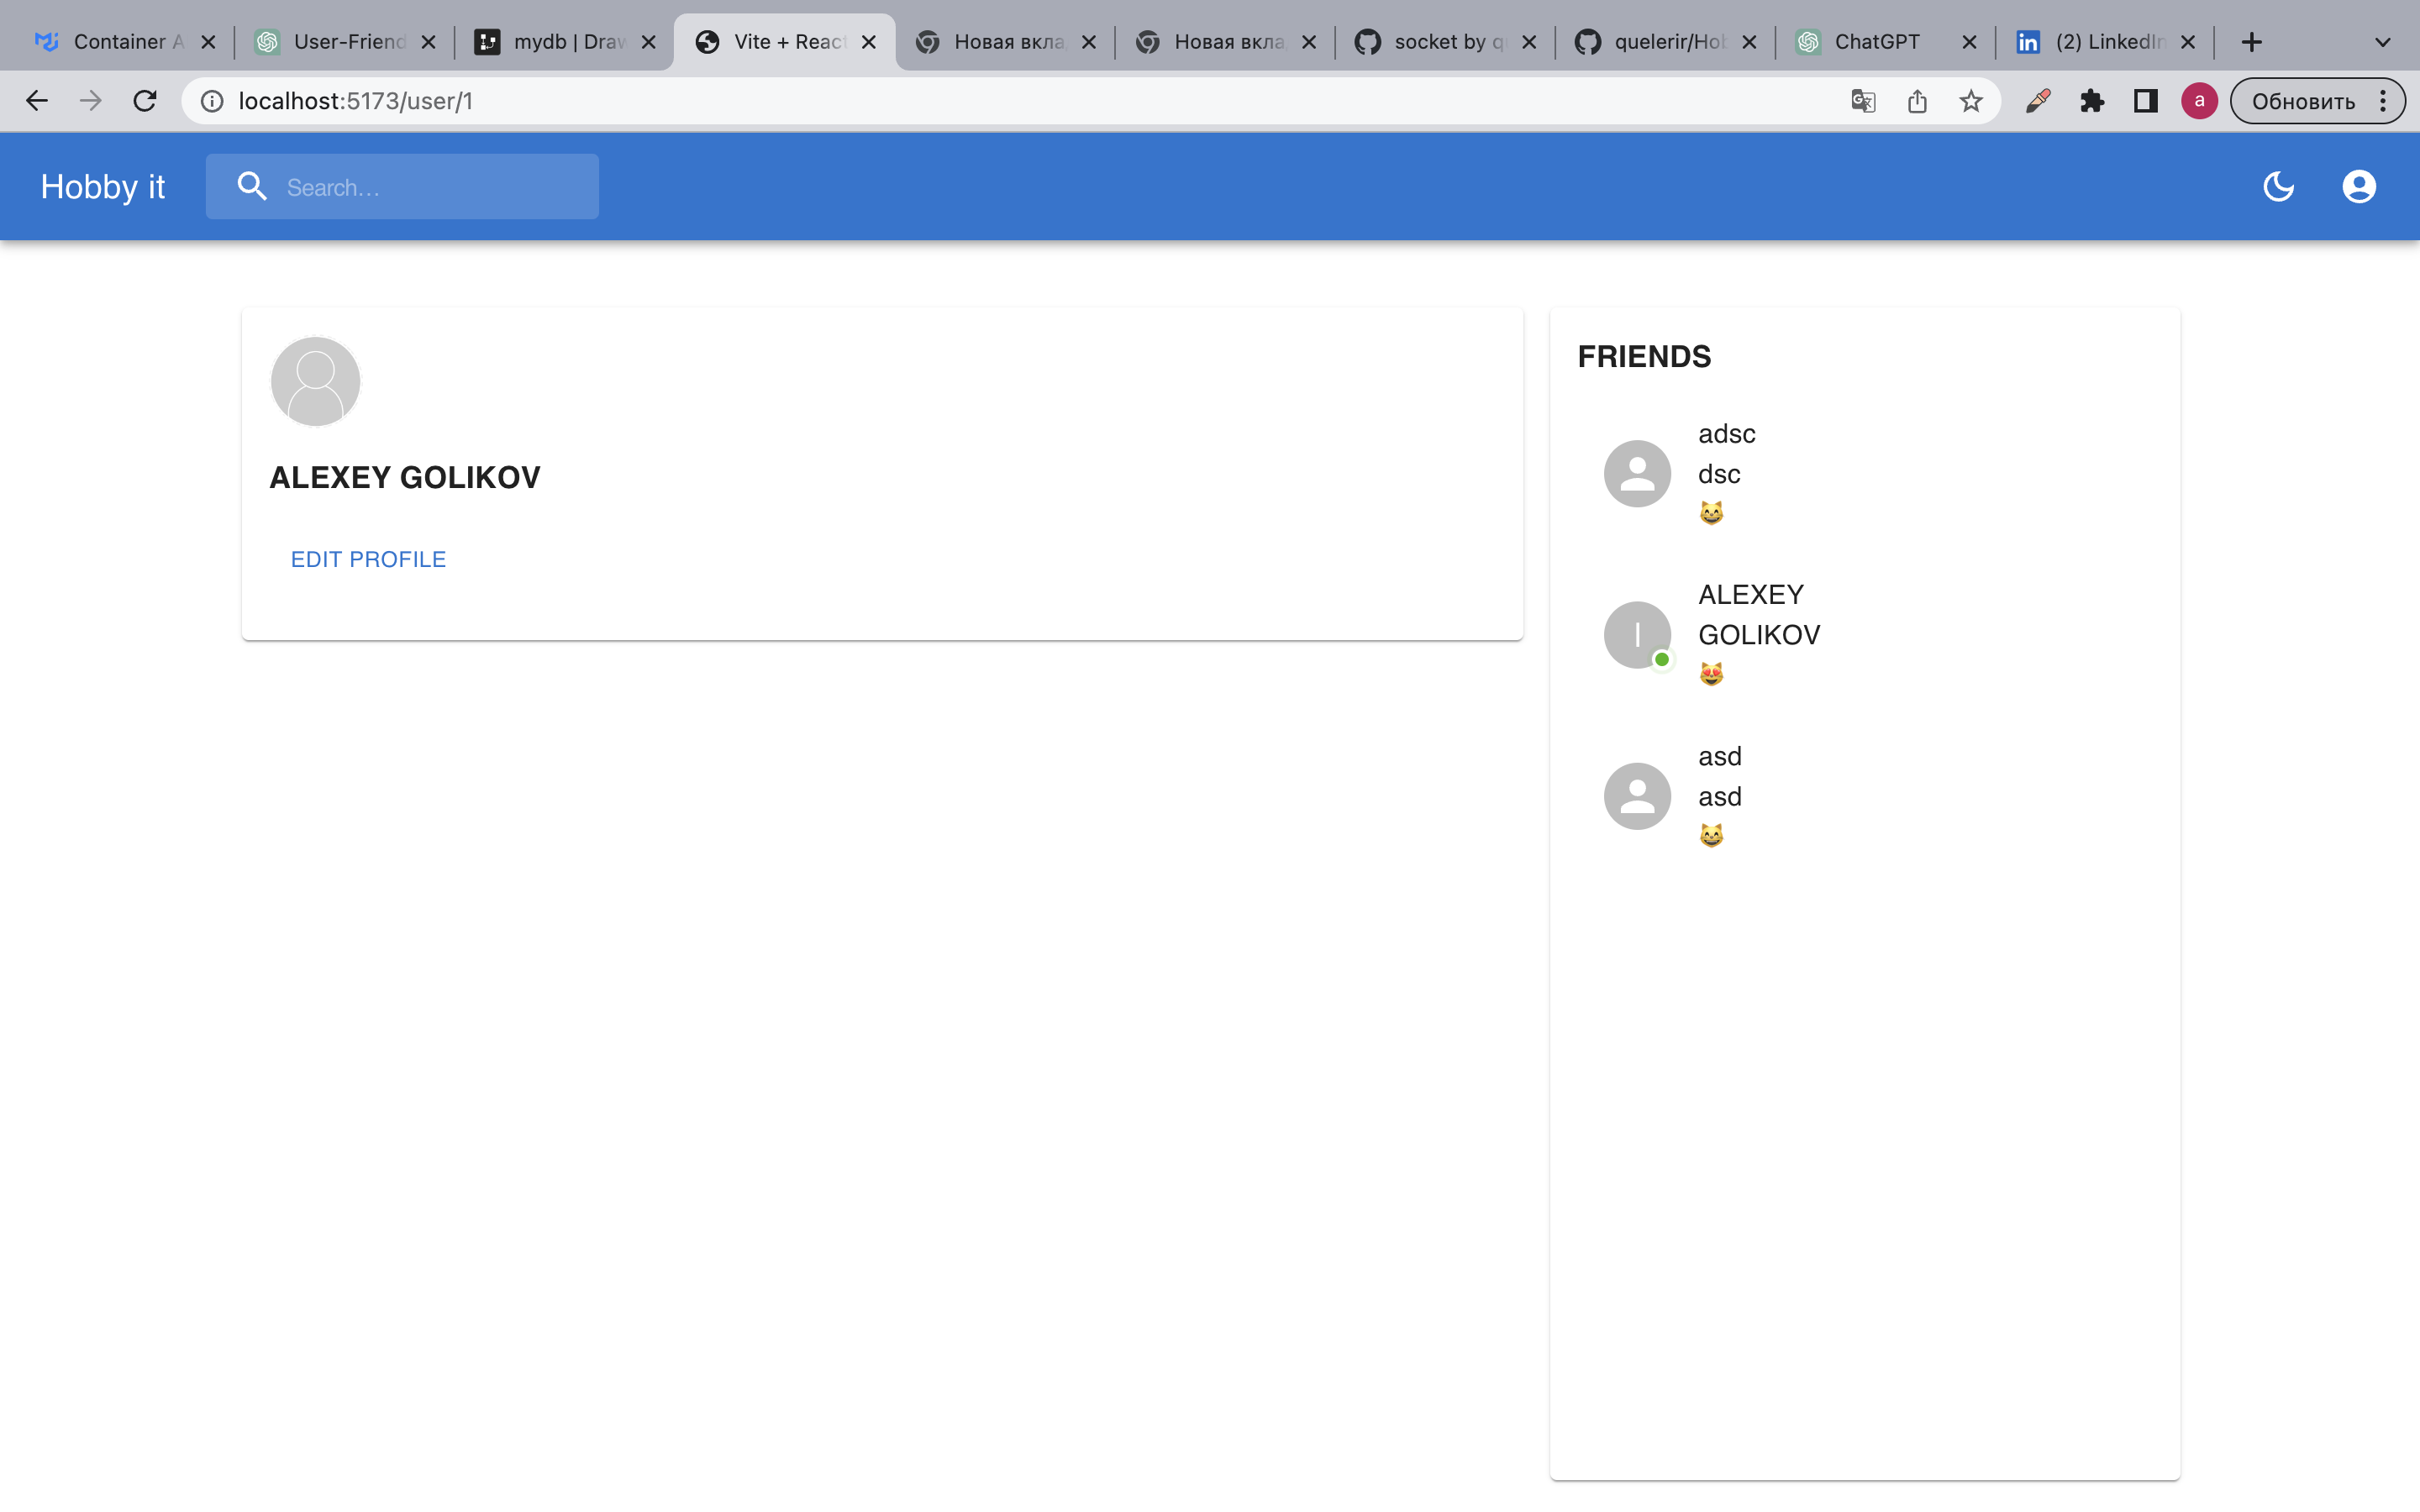 Container A
User-Friend
mydb | Draw
Vite + React
Новая вкла
Новая вкла
socket by q
quelerir/Hob
ChatGPT
(2) LinkedIn
localhost:5173/user/1
a
Обновить
Hobby it
Search...
ALEXEY GOLIKOV
EDIT PROFILE
FRIENDS
adsc
dsc
😸
I
ALEXEY
GOLIKOV
😻
asd
asd
😸